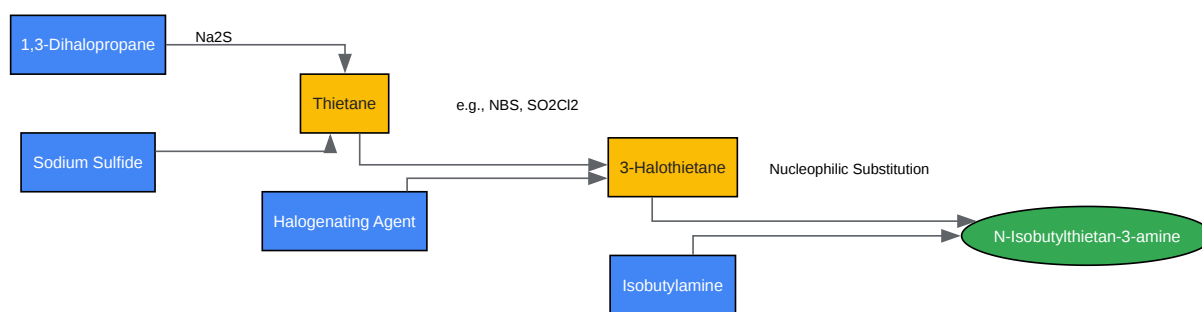 1,3-Dihalopropane
Na2S
Thietane
e.g., NBS, SO2Cl2
Sodium Sulfide
3-Halothietane
Nucleophilic Substitution
Halogenating Agent
N-Isobutylthietan-3-amine
Isobutylamine